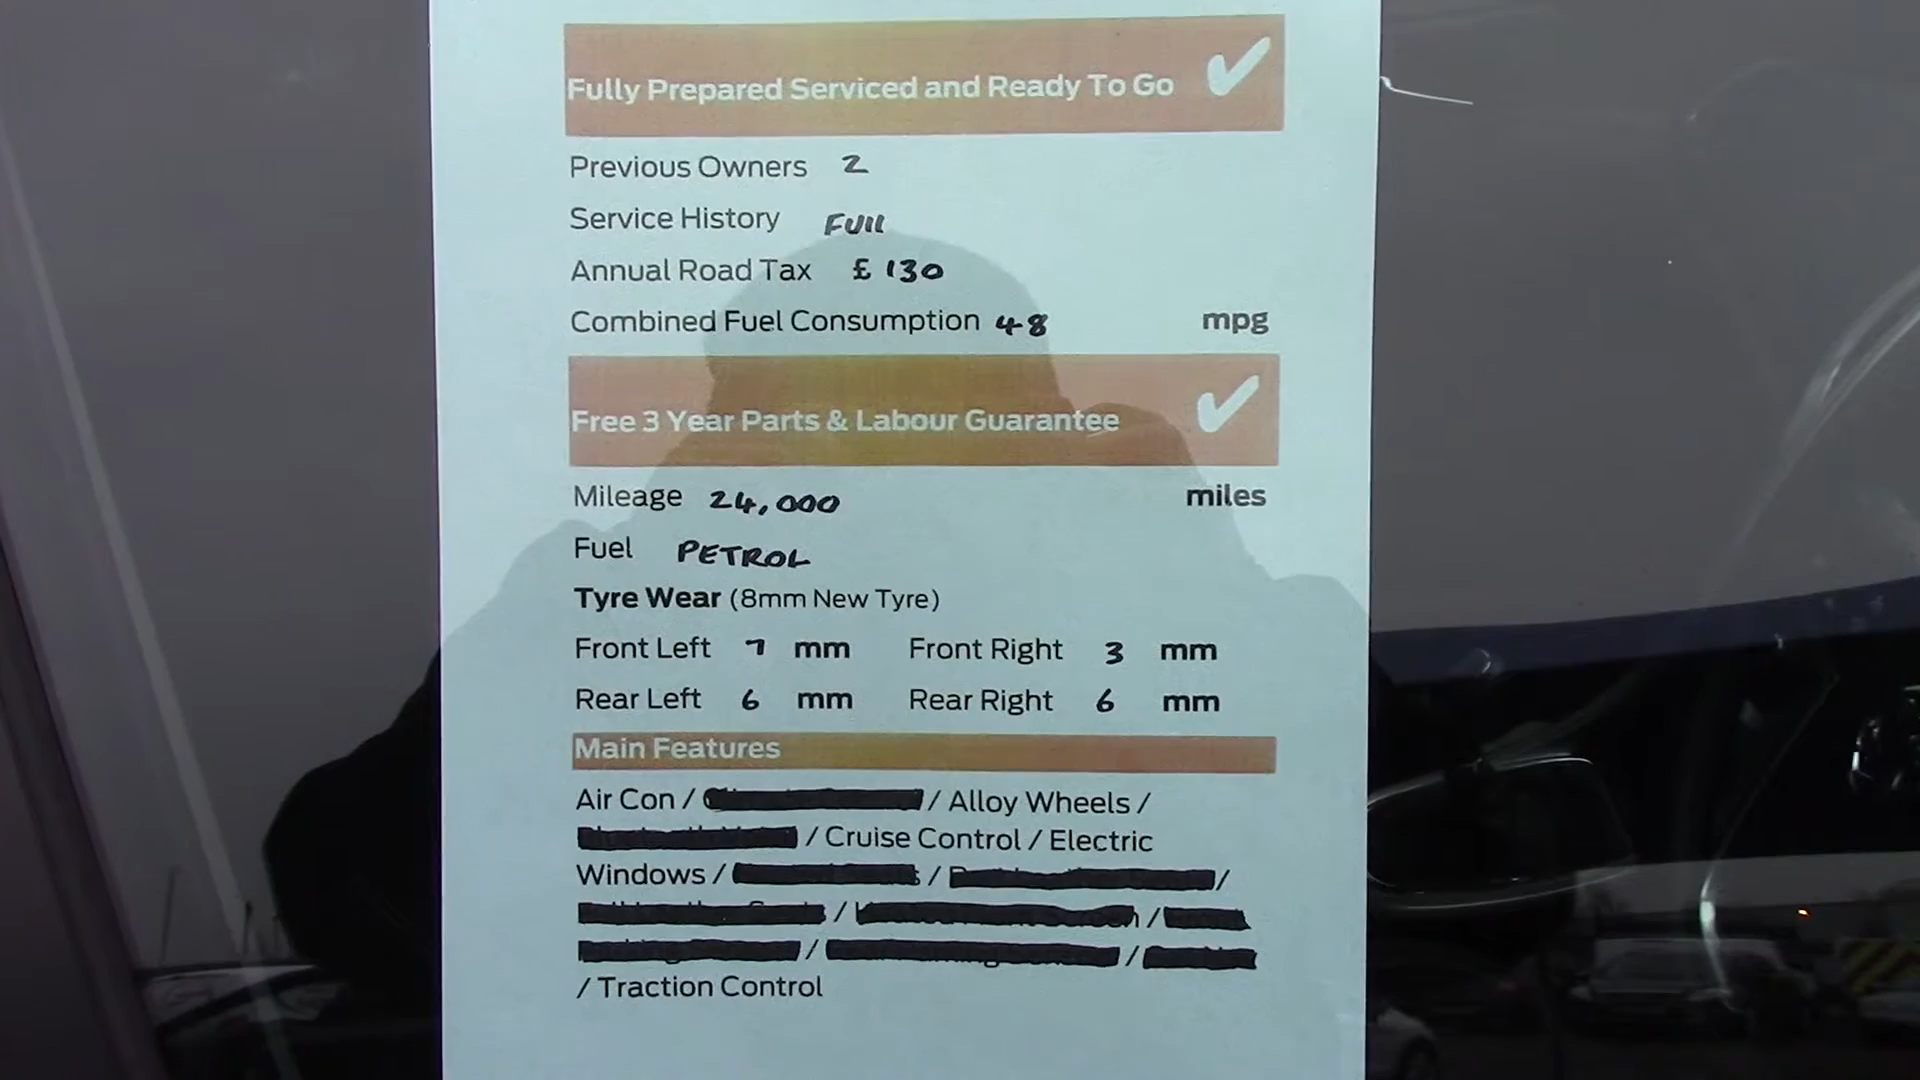 Fully Prepared Serviced and Ready To Go
Previous Owners 2
Service History FUll
Annual Road Tax £ 130
Combined Fuel Consumption 48 mpg
Free 3 Year Parts & Labour Guarantee
Mileage 24,000 miles
Fuel PETROL
Tyre Wear (8mm New Tyre)
Front Left 7 mm Front Right 3 mm
Rear Left 6 mm Rear Right 6 mm
Main Features
Air Con / / Alloy Wheels /
/ Cruise Control / Electric
Windows / / /
/ /
/ /
/ Traction Control